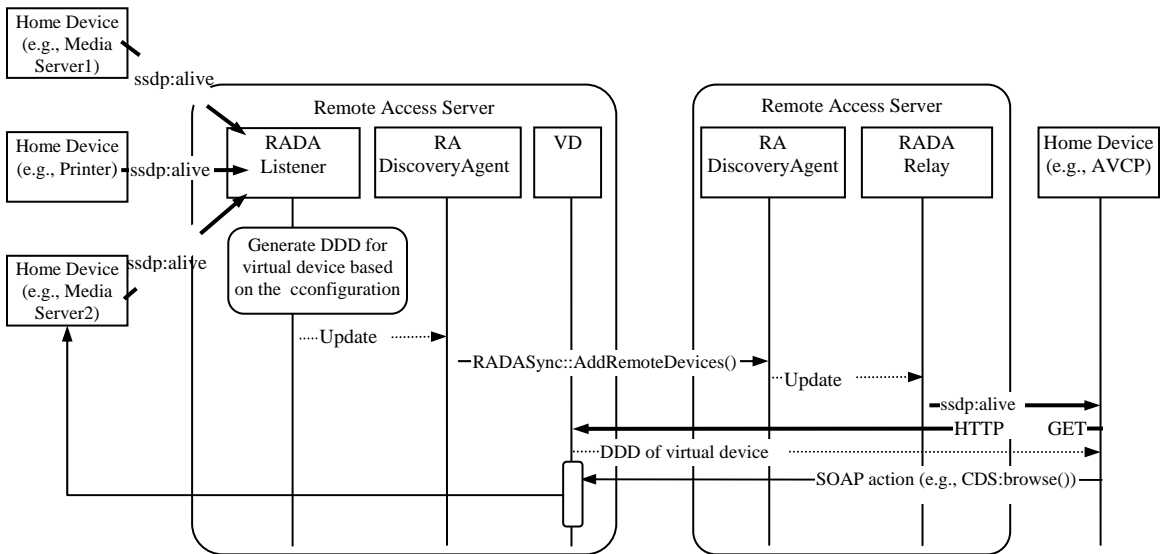 Home Device
(e.g., Media
Server1)
ssdp:alive
Remote Access Server
Remote Access Server
Home Device
(e.g., Printer)
ssdp:alive
RADA
Listener
RA
DiscoveryAgent
VD
RA
DiscoveryAgent
RADA
Relay
Home Device
(e.g., AVCP)
ssdp:alive
Home Device
(e.g., Media
Server2)
Generate DDD for
virtual device based
on the cconfiguration
Update
RADASync::AddRemoteDevices()
Update
ssdp:alive
HTTP GET
DDD of virtual device
SOAP action (e.g., CDS:browse())